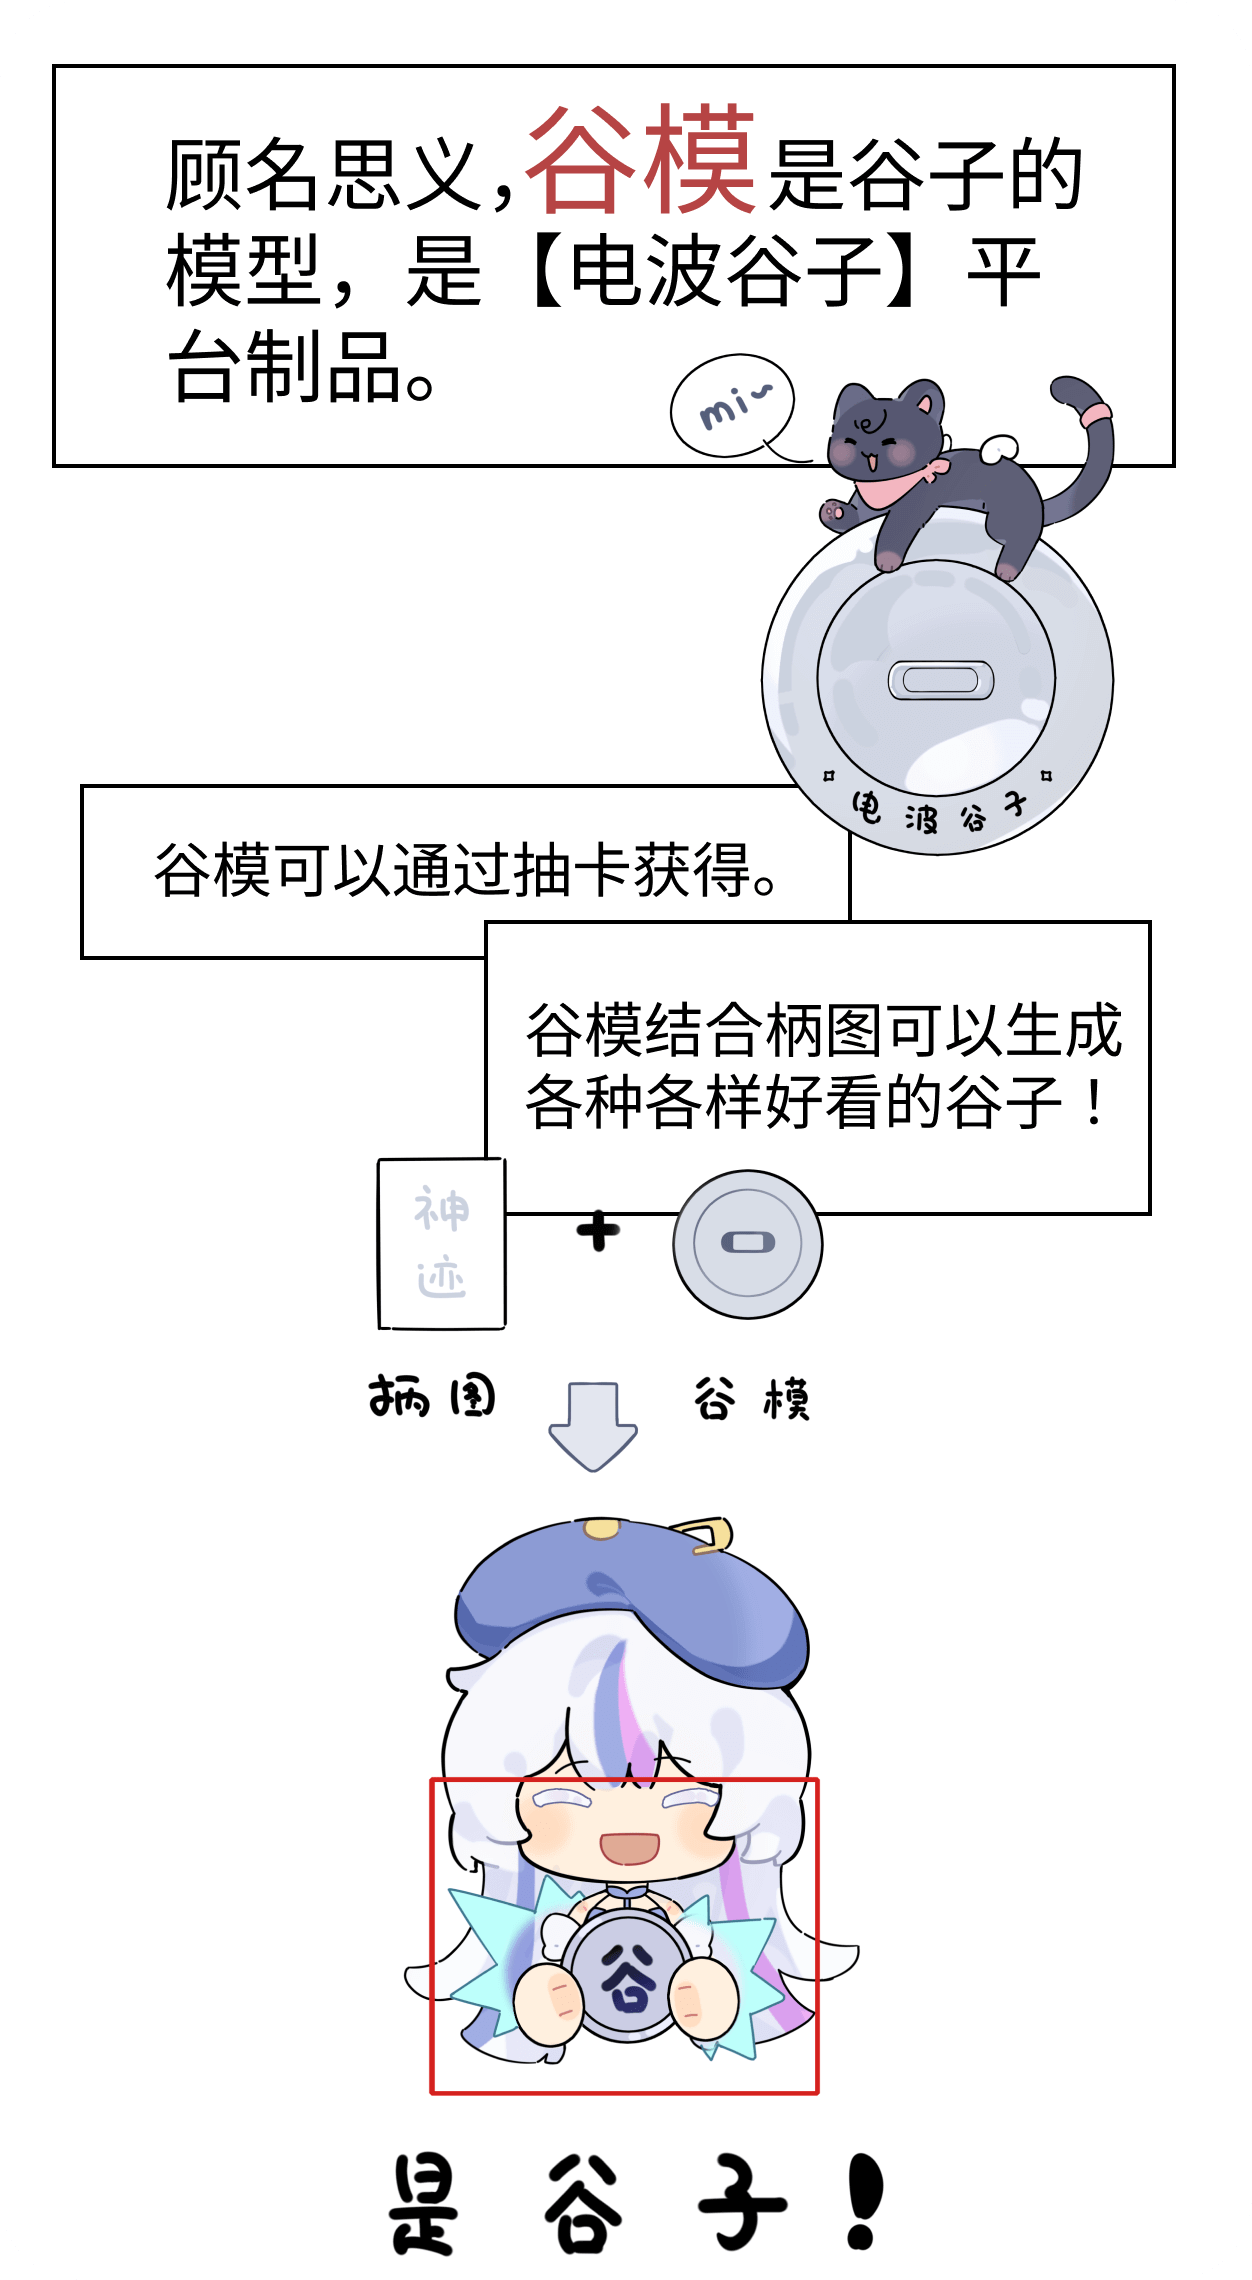 顾名思义，谷模是谷子的
模型，是【电波谷子】平
台制品。
mi~
电波谷子
谷模可以通过抽卡获得。
谷模结合柄图可以生成
各种各样好看的谷子！
神
迹
+
柄图
谷模
谷
是谷子！